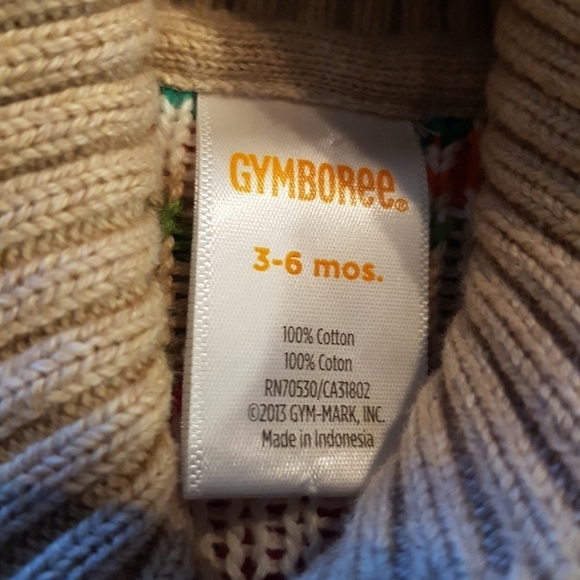 GYMBOREE®
3-6 mos.
100% Cotton
100% Coton
RN70530/CA31802
©2013 GYM-MARK, INC.
Made in Indonesia